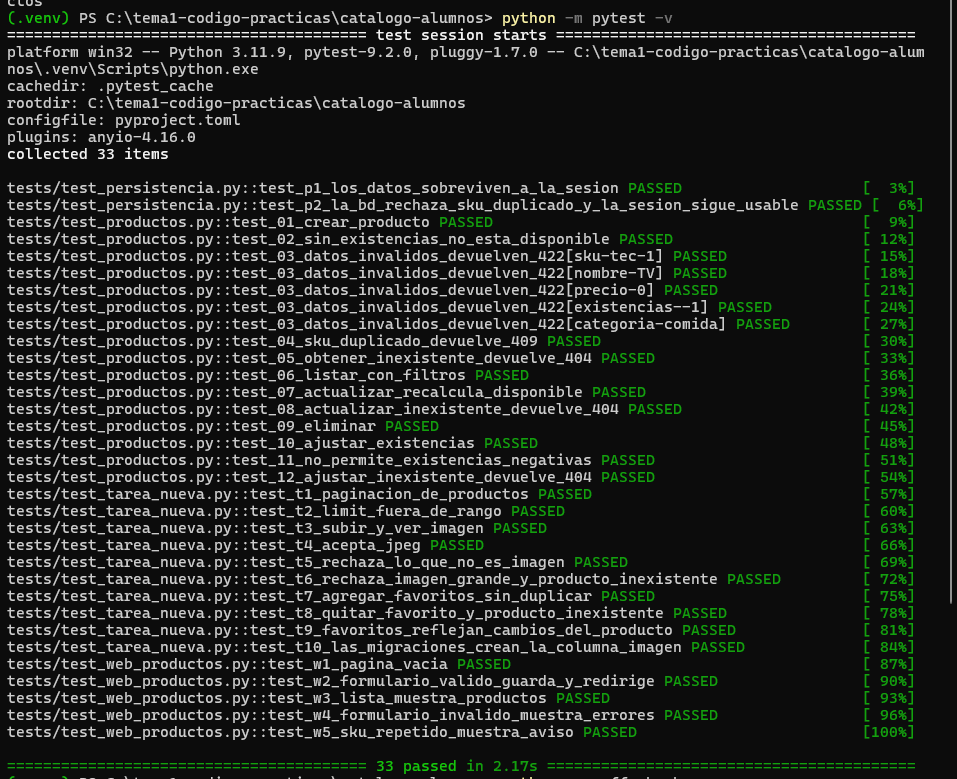 ctos
(.venv) PS C:\tema1-codigo-practicas\catalogo-alumnos> python -m pytest -v
======================================= test session starts ========================================
platform win32 -- Python 3.11.9, pytest-9.2.0, pluggy-1.7.0 -- C:\tema1-codigo-practicas\catalogo-alum
nos\.venv\Scripts\python.exe
cachedir: .pytest_cache
rootdir: C:\tema1-codigo-practicas\catalogo-alumnos
configfile: pyproject.toml
plugins: anyio-4.16.0
collected 33 items
tests/test_persistencia.py::test_p1_los_datos_sobreviven_a_la_sesion PASSED [  3%]
tests/test_persistencia.py::test_p2_la_bd_rechaza_sku_duplicado_y_la_sesion_sigue_usable PASSED [  6%]
tests/test_productos.py::test_01_crear_producto PASSED [  9%]
tests/test_productos.py::test_02_sin_existencias_no_esta_disponible PASSED [ 12%]
tests/test_productos.py::test_03_datos_invalidos_devuelven_422[sku-tec-1] PASSED [ 15%]
tests/test_productos.py::test_03_datos_invalidos_devuelven_422[nombre-TV] PASSED [ 18%]
tests/test_productos.py::test_03_datos_invalidos_devuelven_422[precio-0] PASSED [ 21%]
tests/test_productos.py::test_03_datos_invalidos_devuelven_422[existencias--1] PASSED [ 24%]
tests/test_productos.py::test_03_datos_invalidos_devuelven_422[categoria-comida] PASSED [ 27%]
tests/test_productos.py::test_04_sku_duplicado_devuelve_409 PASSED [ 30%]
tests/test_productos.py::test_05_obtener_inexistente_devuelve_404 PASSED [ 33%]
tests/test_productos.py::test_06_listar_con_filtros PASSED [ 36%]
tests/test_productos.py::test_07_actualizar_recalcula_disponible PASSED [ 39%]
tests/test_productos.py::test_08_actualizar_inexistente_devuelve_404 PASSED [ 42%]
tests/test_productos.py::test_09_eliminar PASSED [ 45%]
tests/test_productos.py::test_10_ajustar_existencias PASSED [ 48%]
tests/test_productos.py::test_11_no_permite_existencias_negativas PASSED [ 51%]
tests/test_productos.py::test_12_ajustar_inexistente_devuelve_404 PASSED [ 54%]
tests/test_tarea_nueva.py::test_t1_paginacion_de_productos PASSED [ 57%]
tests/test_tarea_nueva.py::test_t2_limit_fuera_de_rango PASSED [ 60%]
tests/test_tarea_nueva.py::test_t3_subir_y_ver_imagen PASSED [ 63%]
tests/test_tarea_nueva.py::test_t4_acepta_jpeg PASSED [ 66%]
tests/test_tarea_nueva.py::test_t5_rechaza_lo_que_no_es_imagen PASSED [ 69%]
tests/test_tarea_nueva.py::test_t6_rechaza_imagen_grande_y_producto_inexistente PASSED [ 72%]
tests/test_tarea_nueva.py::test_t7_agregar_favoritos_sin_duplicar PASSED [ 75%]
tests/test_tarea_nueva.py::test_t8_quitar_favorito_y_producto_inexistente PASSED [ 78%]
tests/test_tarea_nueva.py::test_t9_favoritos_reflejan_cambios_del_producto PASSED [ 81%]
tests/test_tarea_nueva.py::test_t10_las_migraciones_crean_la_columna_imagen PASSED [ 84%]
tests/test_web_productos.py::test_w1_pagina_vacia PASSED [ 87%]
tests/test_web_productos.py::test_w2_formulario_valido_guarda_y_redirige PASSED [ 90%]
tests/test_web_productos.py::test_w3_lista_muestra_productos PASSED [ 93%]
tests/test_web_productos.py::test_w4_formulario_invalido_muestra_errores PASSED [ 96%]
tests/test_web_productos.py::test_w5_sku_repetido_muestra_aviso PASSED [100%]
======================================== 33 passed in 2.17s =========================================